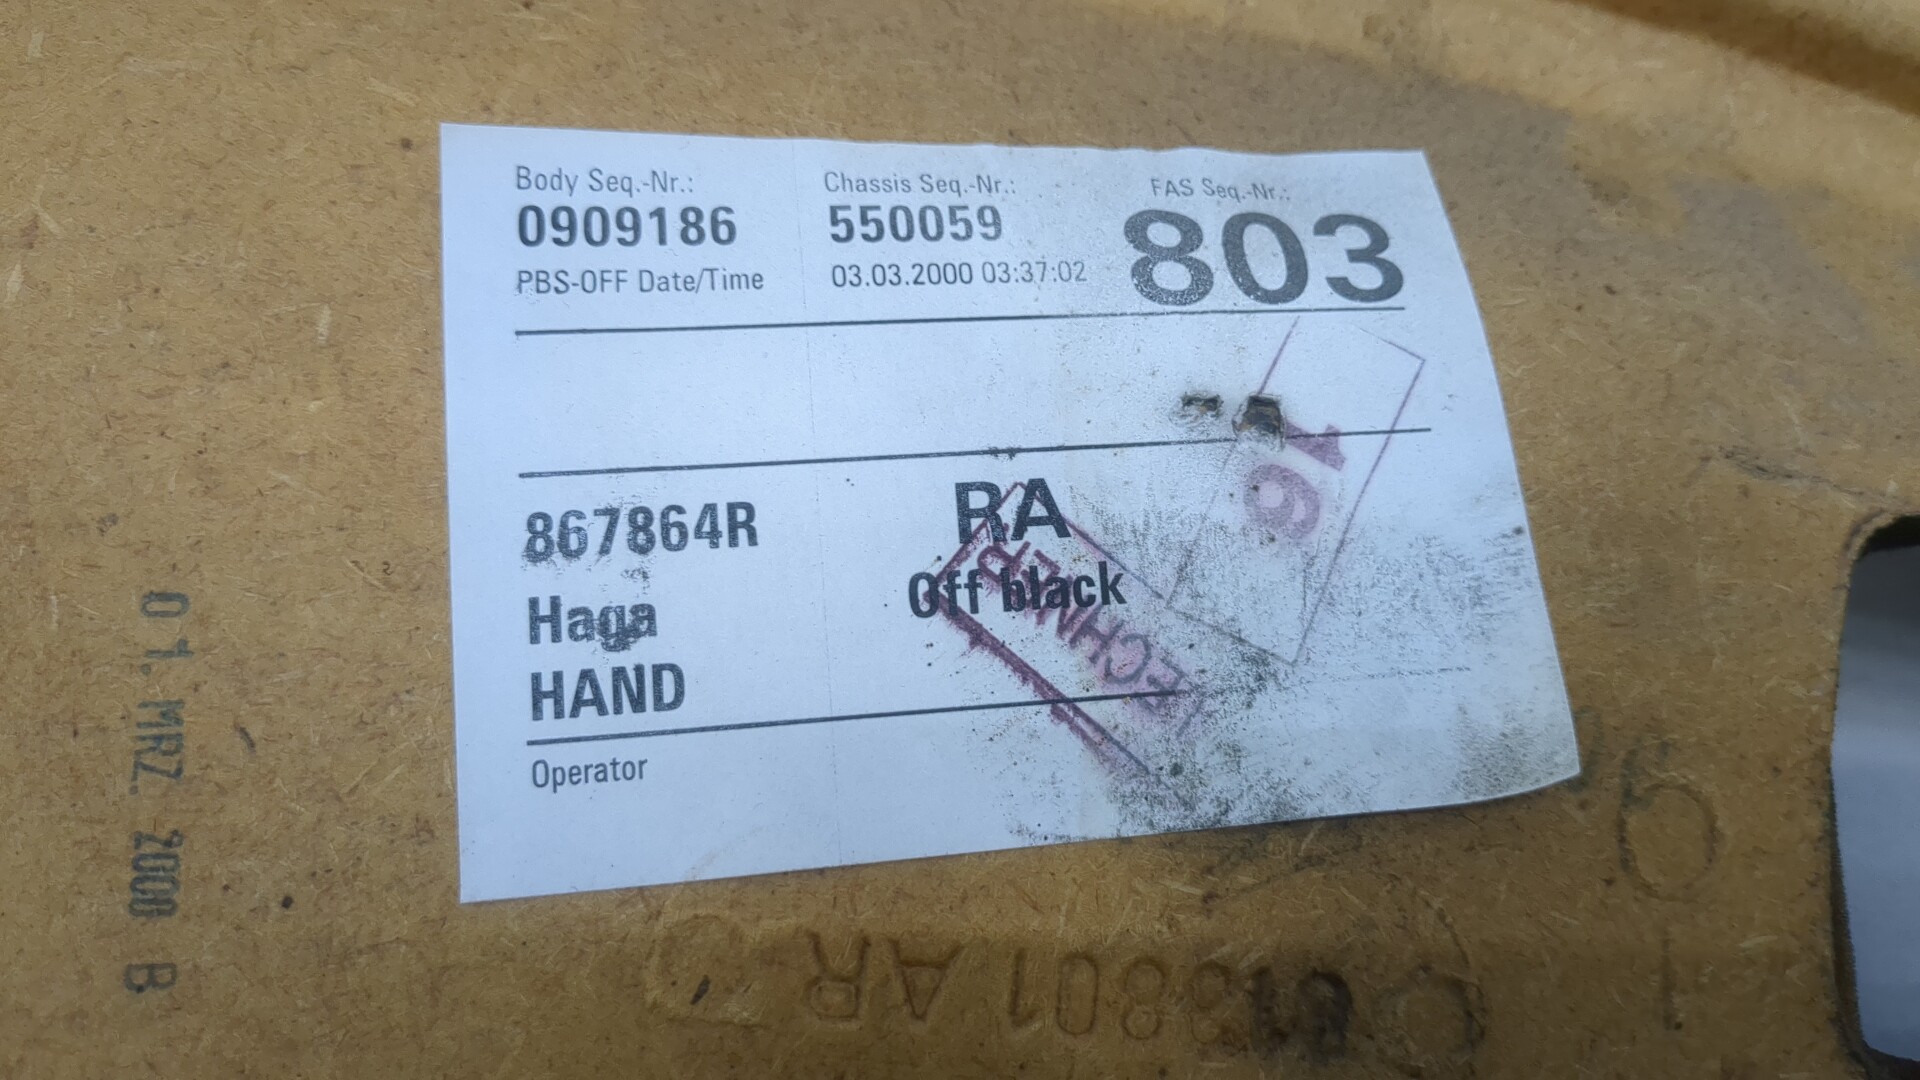 Body Seq.-Nr.: Chassis Seq.-Nr.: FAS Seq.-Nr.:
0909186 550059 803
PBS-OFF Date/Time 03.03.2000 03:37:02
16
867864R RA
Haga Off black
HAND
Operator
01. MRZ. 2000 B